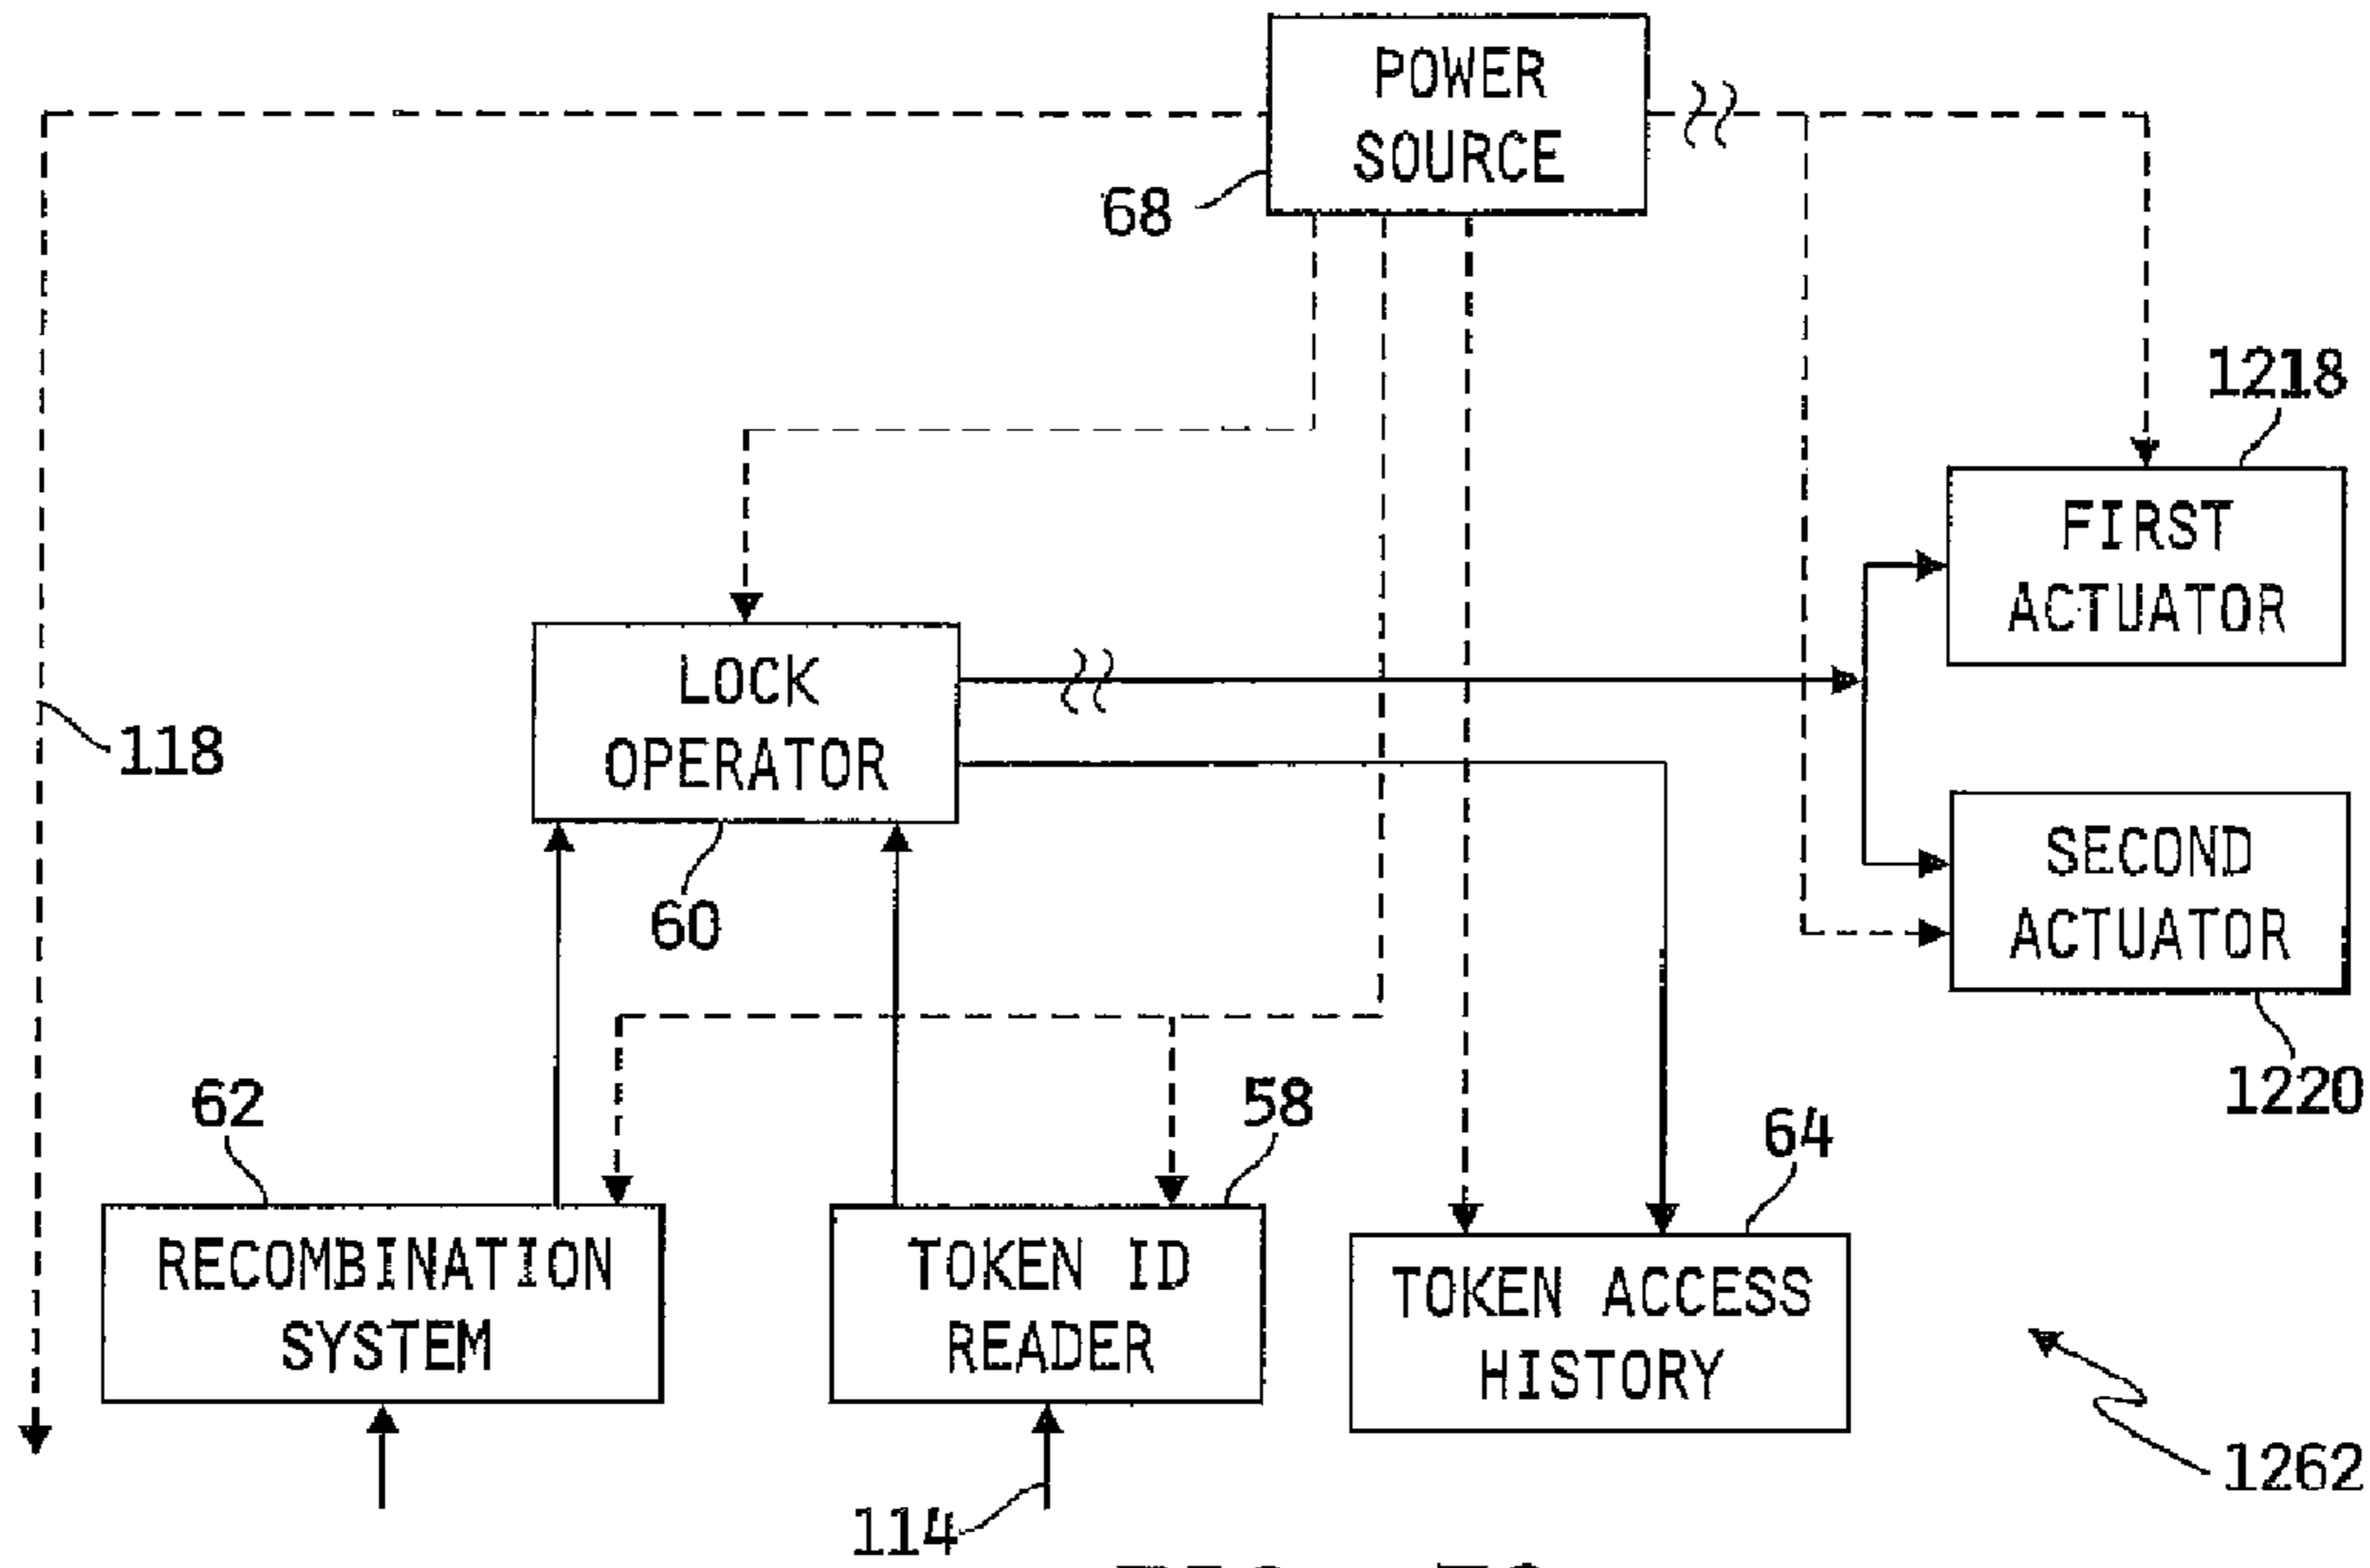 POWER
SOURCE
68
1218
FIRST
ACTUATOR
LOCK
OPERATOR
118
60
SECOND
ACTUATOR
1220
62
58
64
RECOMBINATION
SYSTEM
TOKEN ID
READER
TOKEN ACCESS
HISTORY
1262
114